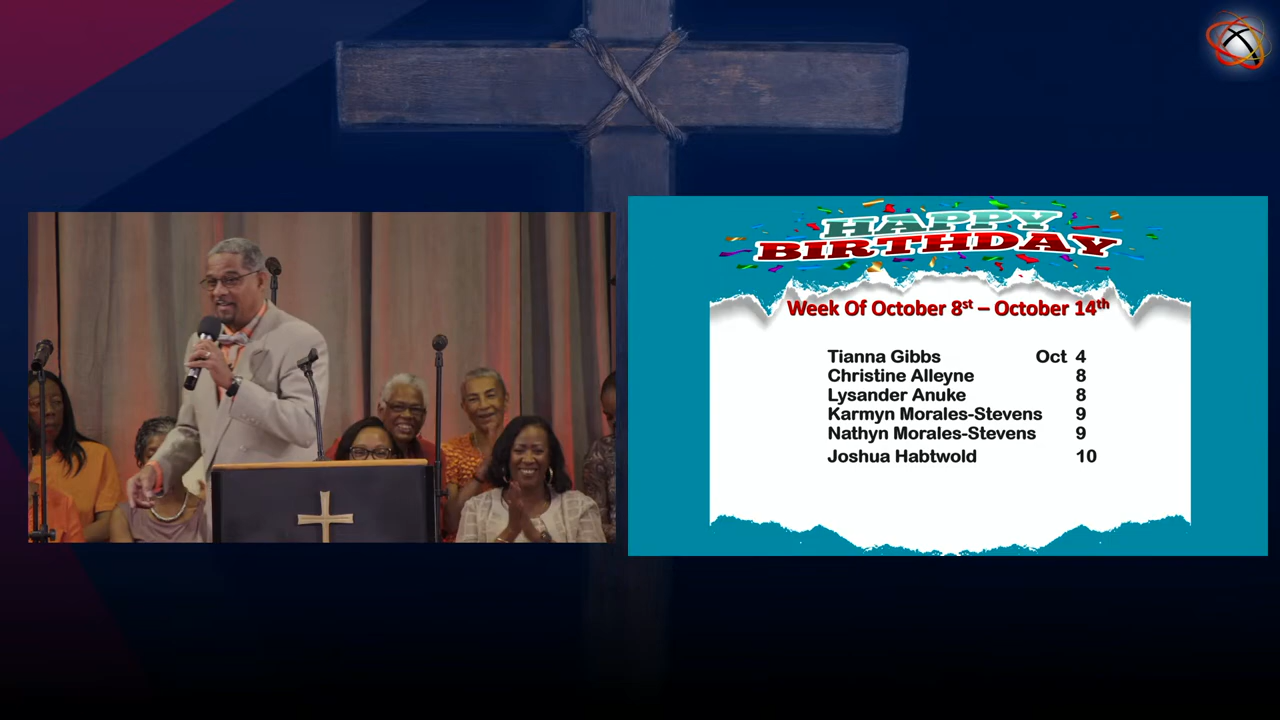 HAPPY
BIRTHDAY
Week Of October 8st – October 14th
Tianna Gibbs Oct 4
Christine Alleyne 8
Lysander Anuke 8
Karmyn Morales-Stevens 9
Nathyn Morales-Stevens 9
Joshua Habtwold 10